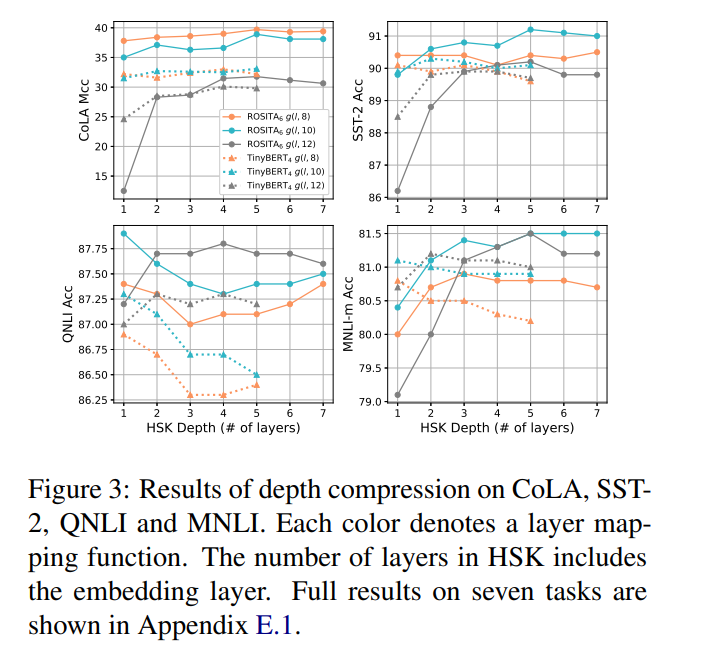 40
35
30
25
20
15
CoLA Mcc
1 2 3 4 5 6 7
ROSITA₆ g(l, 8)
ROSITA₆ g(l, 10)
ROSITA₆ g(l, 12)
TinyBERT₄ g(l, 8)
TinyBERT₄ g(l, 10)
TinyBERT₄ g(l, 12)
91
90
89
88
87
86
SST-2 Acc
1 2 3 4 5 6 7
87.75
87.50
87.25
87.00
86.75
86.50
86.25
QNLI Acc
1 2 3 4 5 6 7
HSK Depth (# of layers)
81.5
81.0
80.5
80.0
79.5
79.0
MNLI-m Acc
1 2 3 4 5 6 7
HSK Depth (# of layers)
Figure 3: Results of depth compression on CoLA, SST-
2, QNLI and MNLI. Each color denotes a layer map-
ping function. The number of layers in HSK includes
the embedding layer. Full results on seven tasks are
shown in Appendix E.1.